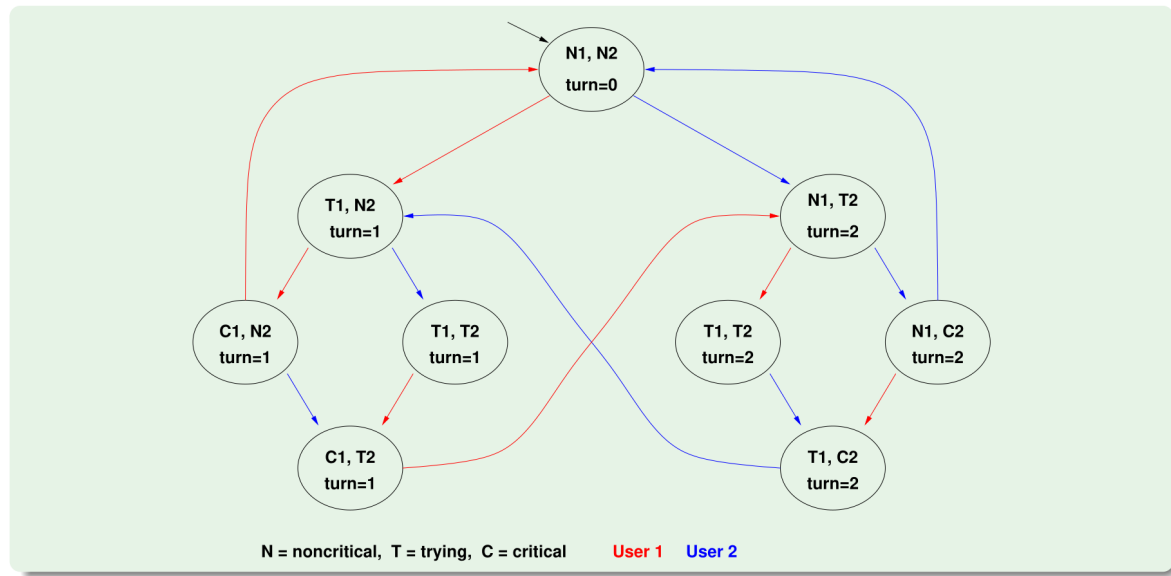 N1, N2
turn=0
T1, N2
turn=1
N1, T2
turn=2
C1, N2
turn=1
T1, T2
turn=1
T1, T2
turn=2
N1, C2
turn=2
C1, T2
turn=1
T1, C2
turn=2
N = noncritical, T = trying, C = critical User 1 User 2